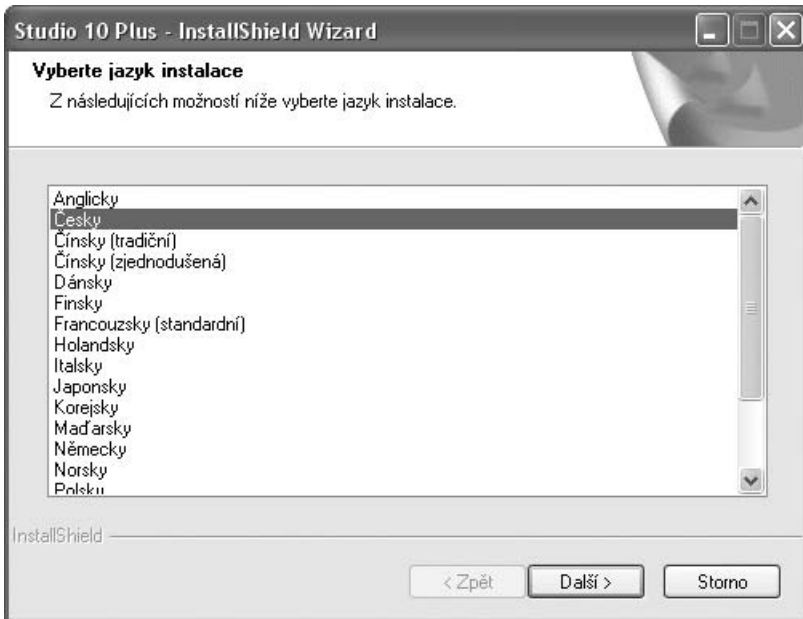 Studio 10 Plus - InstallShield Wizard
Vyberte jazyk instalace
Z následujících možností níže vyberte jazyk instalace.
Anglicky
Česky
Čínsky (tradiční)
Čínsky (zjednodušená)
Dánsky
Finsky
Francouzsky (standardní)
Holandsky
Italsky
Japonsky
Korejsky
Maďarsky
Německy
Norsky
Polsky
InstallShield
< Zpět
Další >
Storno